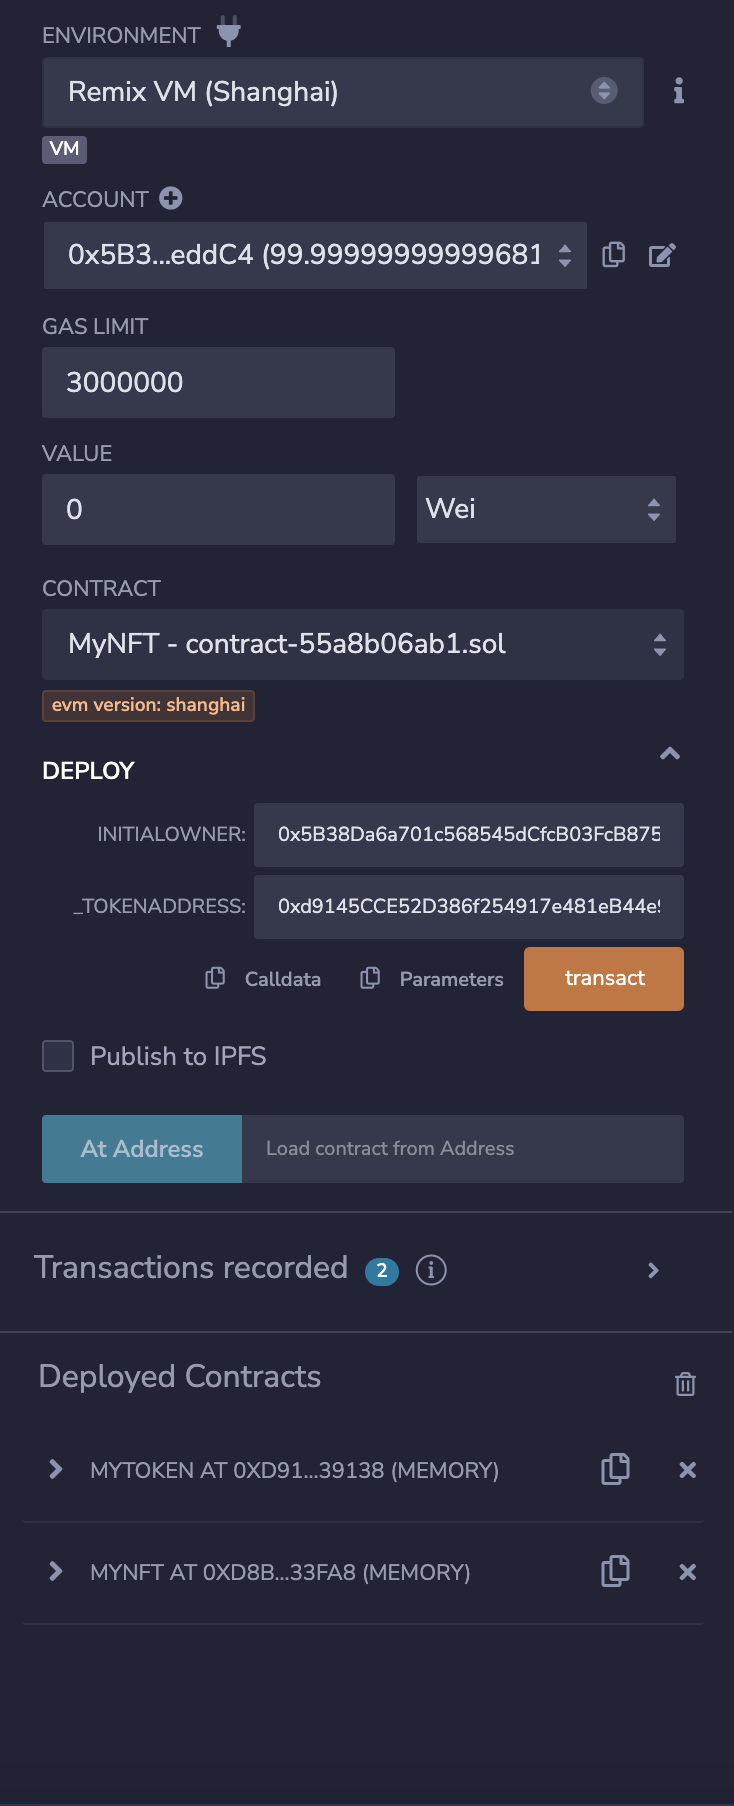 ENVIRONMENT
Remix VM (Shanghai)
VM
ACCOUNT
0x5B3...eddC4 (99.99999999999681
GAS LIMIT
3000000
VALUE
0 Wei
CONTRACT
MyNFT - contract-55a8b06ab1.sol
evm version: shanghai
DEPLOY
INITIALOWNER: 0x5B38Da6a701c568545dCfcB03FcB875
_TOKENADDRESS: 0xd9145CCE52D386f254917e481eB44e9
Calldata Parameters transact
Publish to IPFS
At Address Load contract from Address
Transactions recorded 2
Deployed Contracts
MYTOKEN AT 0XD91...39138 (MEMORY)
MYNFT AT 0XD8B...33FA8 (MEMORY)